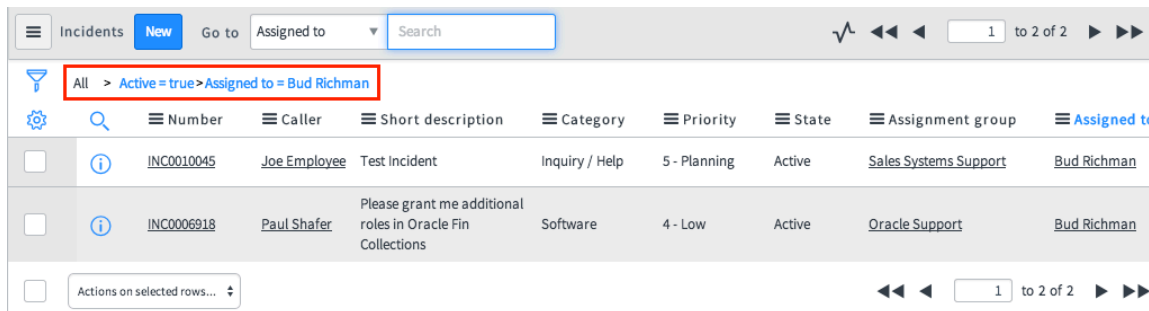 Incidents New Go to Assigned to Search 1 to 2 of 2
All > Active = true > Assigned to = Bud Richman
Number Caller Short description Category Priority State Assignment group Assigned to
INC0010045 Joe Employee Test Incident Inquiry / Help 5 - Planning Active Sales Systems Support Bud Richman
Please grant me additional
INC0006918 Paul Shafer roles in Oracle Fin Software 4 - Low Active Oracle Support Bud Richman
Collections
Actions on selected rows... 1 to 2 of 2